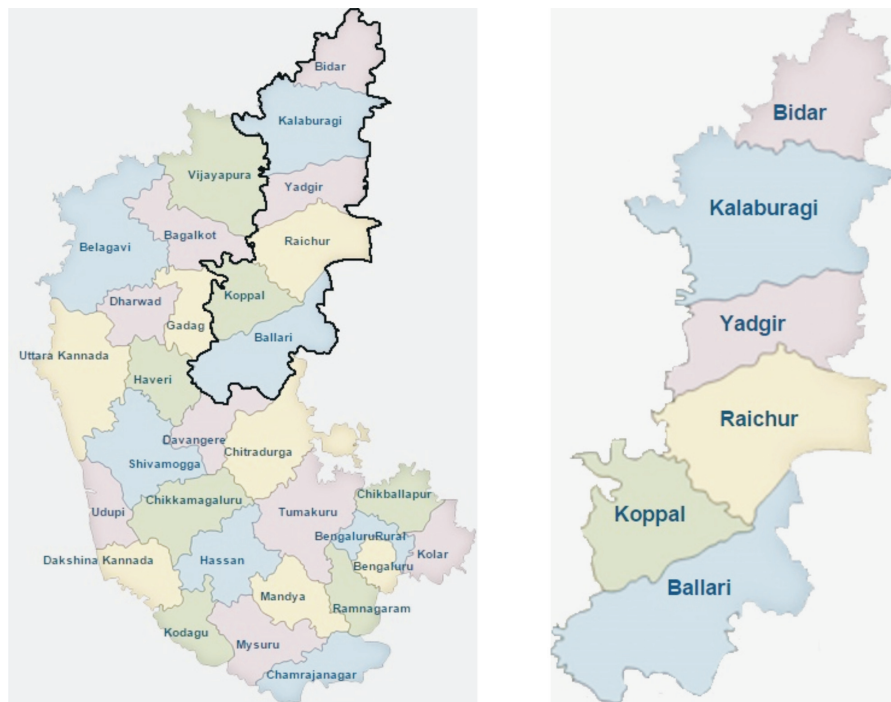 Bidar
Kalaburagi
Vijayapura
Yadgir
Bagalkot
Raichur
Belagavi
Koppal
Dharwad
Gadag
Ballari
Uttara Kannada
Haveri
Davangere
Chitradurga
Shivamogga
Chikballapur
Chikkamagaluru
Udupi
Tumakuru
BengaluruRural
Kolar
Dakshina Kannada
Hassan
Bengaluru
Mandya
Ramnagaram
Kodagu
Mysuru
Chamrajanagar
Bidar
Kalaburagi
Yadgir
Raichur
Koppal
Ballari